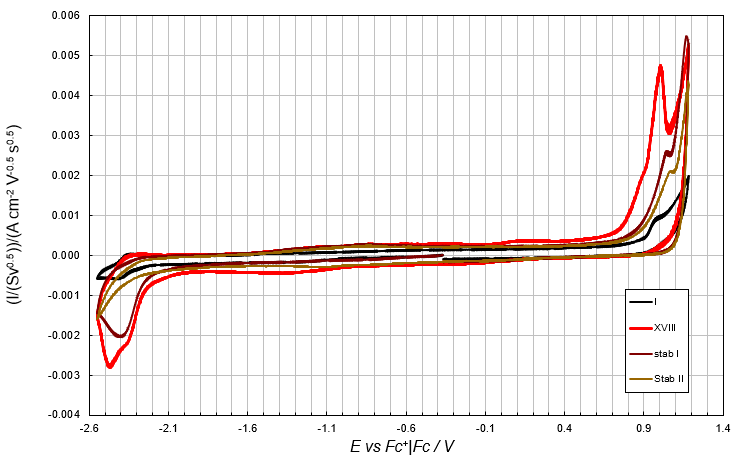 0.006
0.005
0.004
0.003
0.002
0.001
0.000
-0.001
-0.002
-0.003
-0.004
(I/(Sv^0.5))/(A cm^-2 V^-0.5 s^0.5)
I
XVIII
stab I
Stab II
-2.6 -2.1 -1.6 -1.1 -0.6 -0.1 0.4 0.9 1.4
E vs Fc⁺|Fc / V